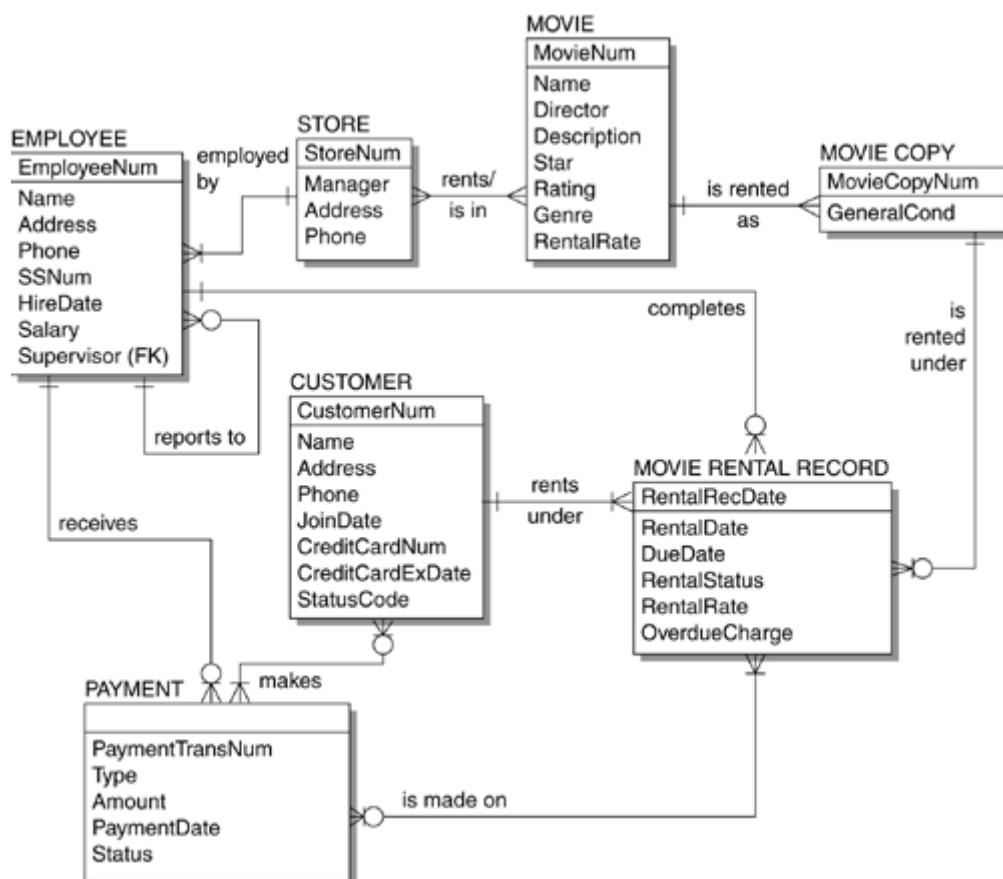 MOVIE
MovieNum
Name
Director
Description
Star
Rating
Genre
RentalRate
STORE
StoreNum
Manager
Address
Phone
EMPLOYEE
EmployeeNum
Name
Address
Phone
SSNum
HireDate
Salary
Supervisor (FK)
employed
by
rents/
is in
is rented
as
MOVIE COPY
MovieCopyNum
GeneralCond
completes
is
rented
under
reports to
receives
CUSTOMER
CustomerNum
Name
Address
Phone
JoinDate
CreditCardNum
CreditCardExDate
StatusCode
rents
under
MOVIE RENTAL RECORD
RentalRecDate
RentalDate
DueDate
RentalStatus
RentalRate
OverdueCharge
makes
PAYMENT
PaymentTransNum
Type
Amount
PaymentDate
Status
is made on